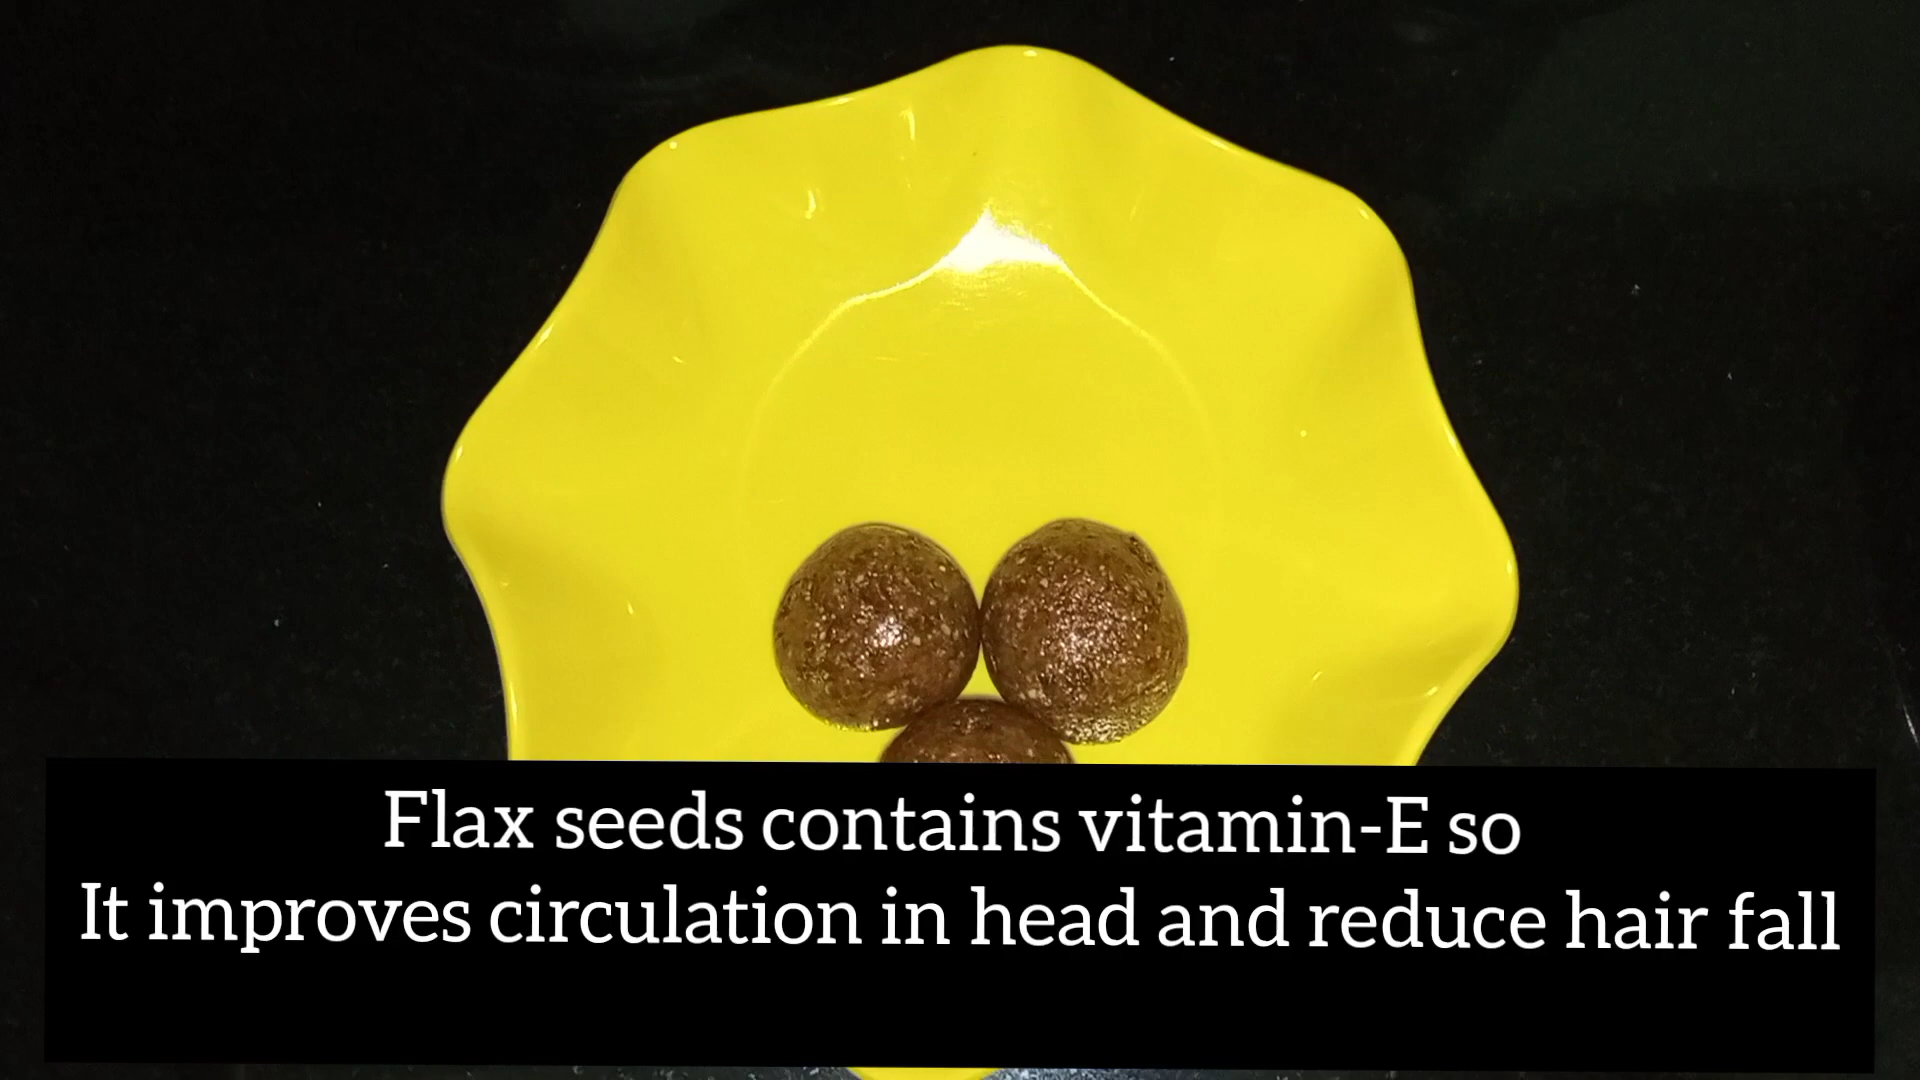 Flax seeds contains vitamin-E so
It improves circulation in head and reduce hair fall